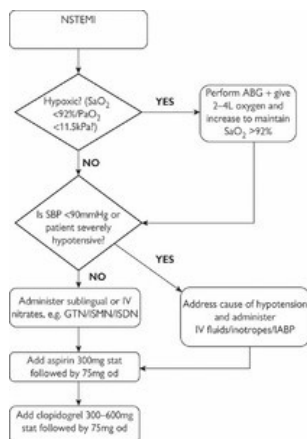 NSTEMI
Hypoxic? (SaO₂
<92%/PaO₂
<11.5kPa?)
YES
Perform ABG + give
2–4L oxygen and
increase to maintain
SaO₂ >92%
NO
Is SBP <90mmHg or
patient severely
hypotensive?
YES
NO
Administer sublingual or IV
nitrates, e.g. GTN/ISMN/ISDN
Address cause of hypotension
and administer
IV fluids/inotropes/IABP
Add aspirin 300mg stat
followed by 75mg od
Add clopidogrel 300–600mg
stat followed by 75mg od